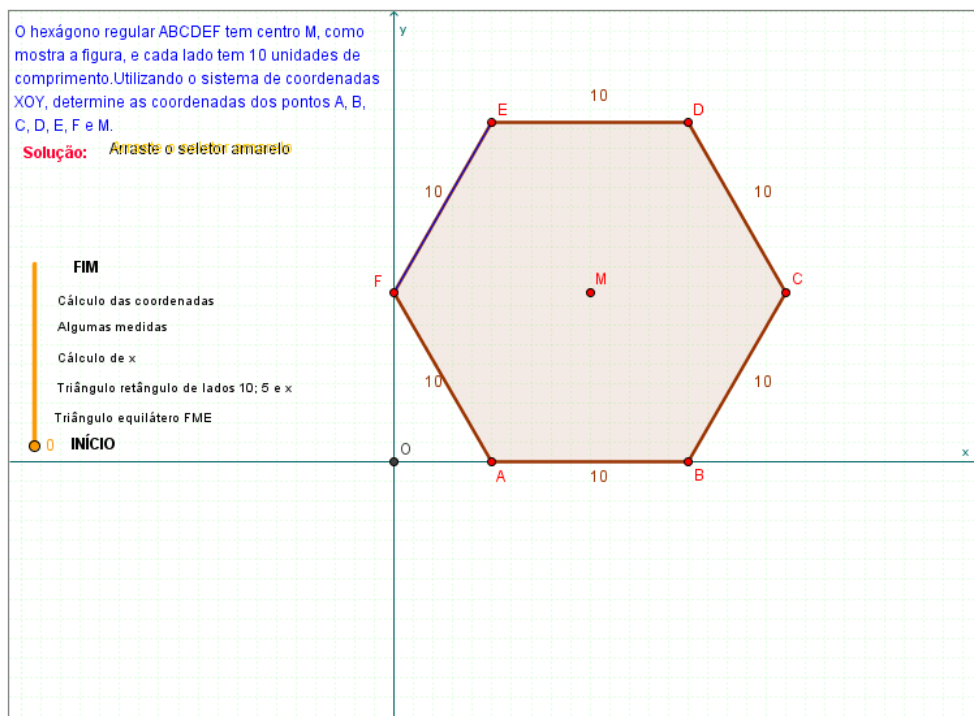 O hexágono regular ABCDEF tem centro M, como
mostra a figura, e cada lado tem 10 unidades de
comprimento.Utilizando o sistema de coordenadas
XOY, determine as coordenadas dos pontos A, B,
C, D, E, F e M.
Solução: Arraste o seletor amarelo
FIM
Cálculo das coordenadas
Algumas medidas
Cálculo de x
Triângulo retângulo de lados 10; 5 e x
Triângulo equilátero FME
0 INÍCIO
y
10
E
D
10
10
F
M
C
10
10
O
x
A
10
B